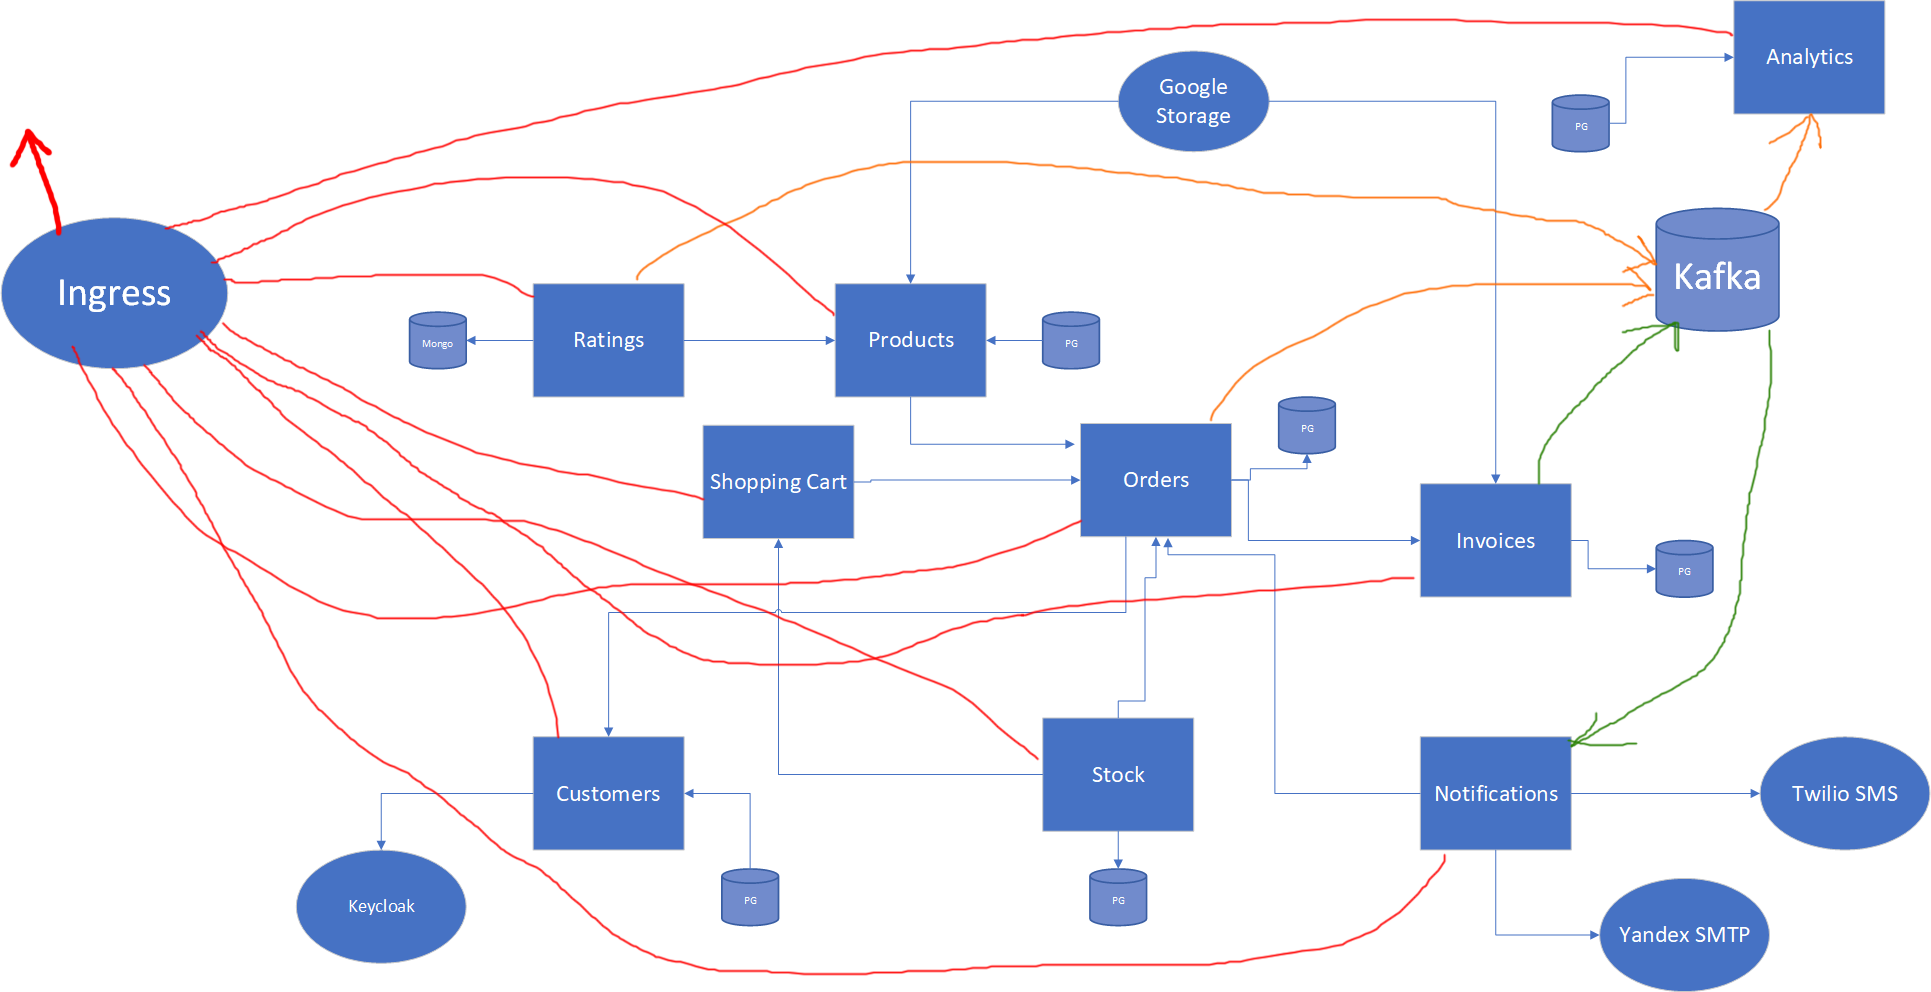 Analytics
Google
Storage
PG
Ingress
Kafka
Mongo
Ratings
Products
PG
Shopping Cart
Orders
PG
Invoices
PG
Customers
Stock
Notifications
Twilio SMS
Keycloak
PG
PG
Yandex SMTP